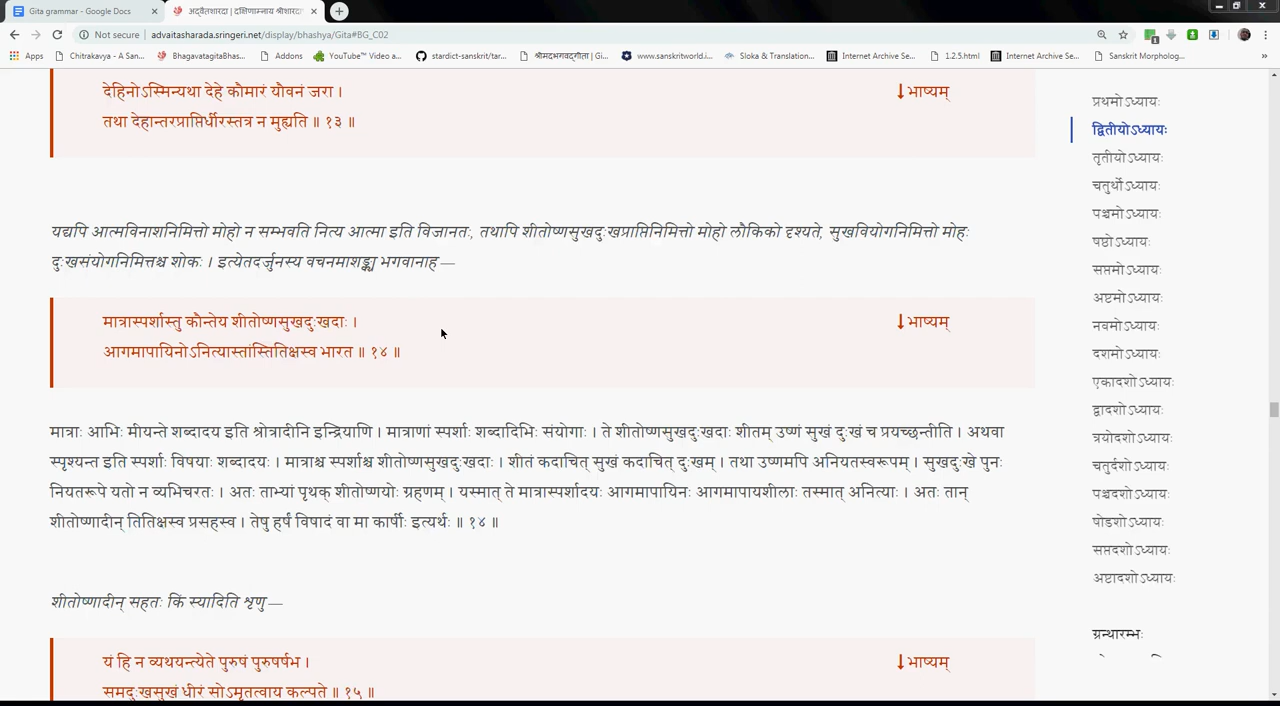 Gita grammar - Google Docs
अद्वैतशारदा | दक्षिणाम्नाय श्रीशारदा
Not secure | advaitasharada.sringeri.net/display/bhashya/Gita#BG_C02
Apps Chitrakavya - A San... BhagavatagitaBhas... Addons YouTube™ Video a... stardict-sanskrit/tar... श्रीमद्भगवद्गीता | Gi... www.sanskritworld.i... Sloka & Translation... Internet Archive Se... 1.2.5.html Internet Archive Se... Sanskrit Morpholog... »
देहिनोऽस्मिन्यथा देहे कौमारं यौवनं जरा ।
↓भाष्यम्
तथा देहान्तरप्राप्तिर्धीरस्तत्र न मुह्यति ॥ १३ ॥
यद्यपि आत्मविनाशनिमित्तो मोहो न सम्भवति नित्य आत्मा इति विजानतः, तथापि शीतोष्णसुखदुःखप्राप्तिनिमित्तो मोहो लौकिको दृश्यते, सुखवियोगनिमित्तो मोहः
दुःखसंयोगनिमित्तश्च शोकः । इत्येतदर्जुनस्य वचनमाशङ्क्य भगवानाह —
मात्रास्पर्शास्तु कौन्तेय शीतोष्णसुखदुःखदाः ।
↓भाष्यम्
आगमापायिनोऽनित्यास्तांस्तितिक्षस्व भारत ॥ १४ ॥
मात्राः आभिः मीयन्ते शब्दादय इति श्रोत्रादीनि इन्द्रियाणि । मात्राणां स्पर्शाः शब्दादिभिः संयोगाः । ते शीतोष्णसुखदुःखदाः शीतम् उष्णं सुखं दुःखं च प्रयच्छन्तीति । अथवा
स्पृश्यन्त इति स्पर्शाः विषयाः शब्दादयः । मात्राश्च स्पर्शाश्च शीतोष्णसुखदुःखदाः । शीतं कदाचित् सुखं कदाचित् दुःखम् । तथा उष्णमपि अनियतस्वरूपम् । सुखदुःखे पुनः
नियतरूपे यतो न व्यभिचरतः । अतः ताभ्यां पृथक् शीतोष्णयोः ग्रहणम् । यस्मात् ते मात्रास्पर्शादयः आगमापायिनः आगमापायशीलाः तस्मात् अनित्याः । अतः तान्
शीतोष्णादीन् तितिक्षस्व प्रसहस्व । तेषु हर्षं विषादं वा मा कार्षीः इत्यर्थः ॥ १४ ॥
शीतोष्णादीन् सहतः किं स्यादिति शृणु —
यं हि न व्यथयन्त्येते पुरुषं पुरुषर्षभ ।
↓भाष्यम्
समदुःखसुखं धीरं सोऽमृतत्वाय कल्पते ॥ १५ ॥
प्रथमोऽध्यायः
द्वितीयोऽध्यायः
तृतीयोऽध्यायः
चतुर्थोऽध्यायः
पञ्चमोऽध्यायः
षष्ठोऽध्यायः
सप्तमोऽध्यायः
अष्टमोऽध्यायः
नवमोऽध्यायः
दशमोऽध्यायः
एकादशोऽध्यायः
द्वादशोऽध्यायः
त्रयोदशोऽध्यायः
चतुर्दशोऽध्यायः
पञ्चदशोऽध्यायः
षोडशोऽध्यायः
सप्तदशोऽध्यायः
अष्टादशोऽध्यायः
ग्रन्थारम्भः